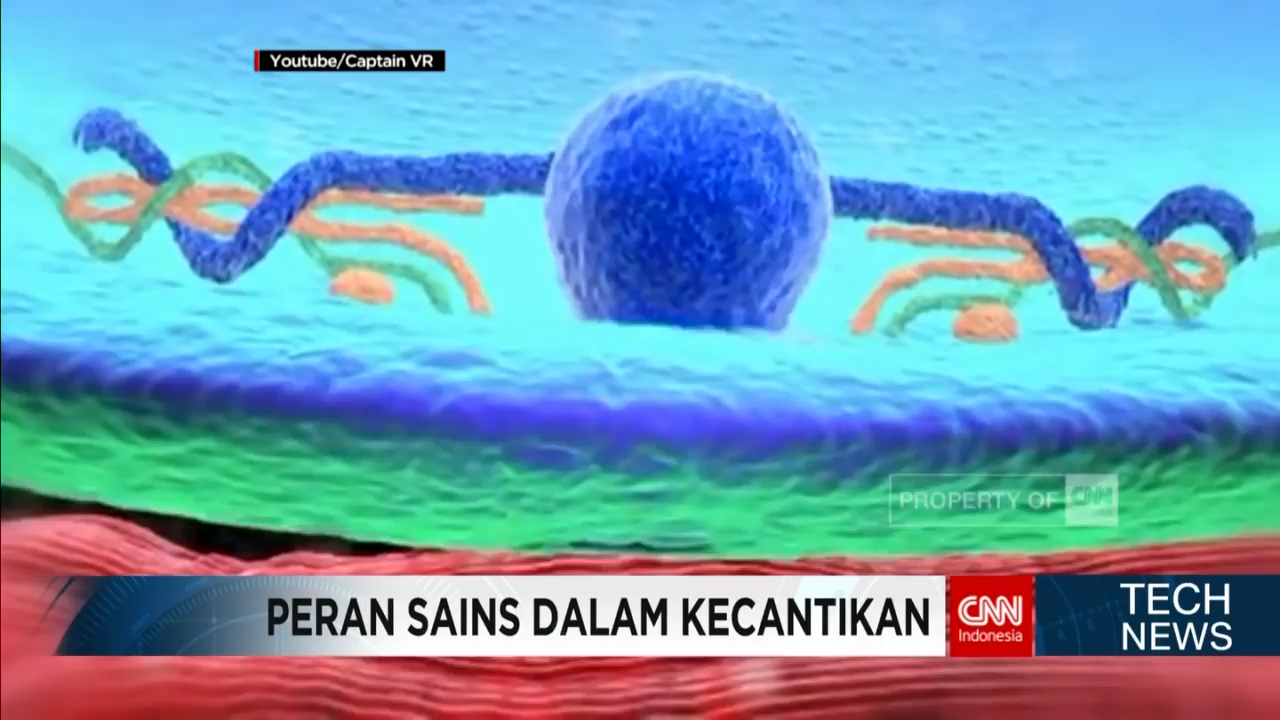 Youtube/Captain VR
PROPERTY OF CNN
PERAN SAINS DALAM KECANTIKAN
CNN
Indonesia
TECH
NEWS